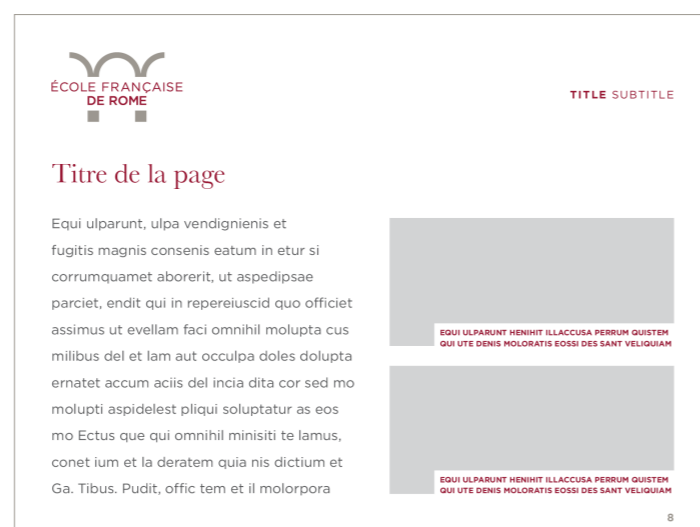 ÉCOLE FRANÇAISE
DE ROME
TITLE SUBTITLE
Titre de la page
Equi ulparunt, ulpa vendignienis et
fugitis magnis consenis eatum in etur si
corrumquamet aborerit, ut aspedipsae
parciet, endit qui in repereiuscid quo officiet
assimus ut evellam faci omnihil molupta cus
milibus del et lam aut occulpa doles dolupta
ernatet accum aciis del incia dita cor sed mo
molupti aspidelest pliqui soluptatur as eos
mo Ectus que qui omnihil minisiti te lamus,
conet ium et la deratem quia nis dictium et
Ga. Tibus. Pudit, offic tem et il molorpora
EQUI ULPARUNT HENIHIT ILLACCUSA PERRUM QUISTEM
QUI UTE DENIS MOLORATIS EOSSI DES SANT VELIQUIAM
EQUI ULPARUNT HENIHIT ILLACCUSA PERRUM QUISTEM
QUI UTE DENIS MOLORATIS EOSSI DES SANT VELIQUIAM
8